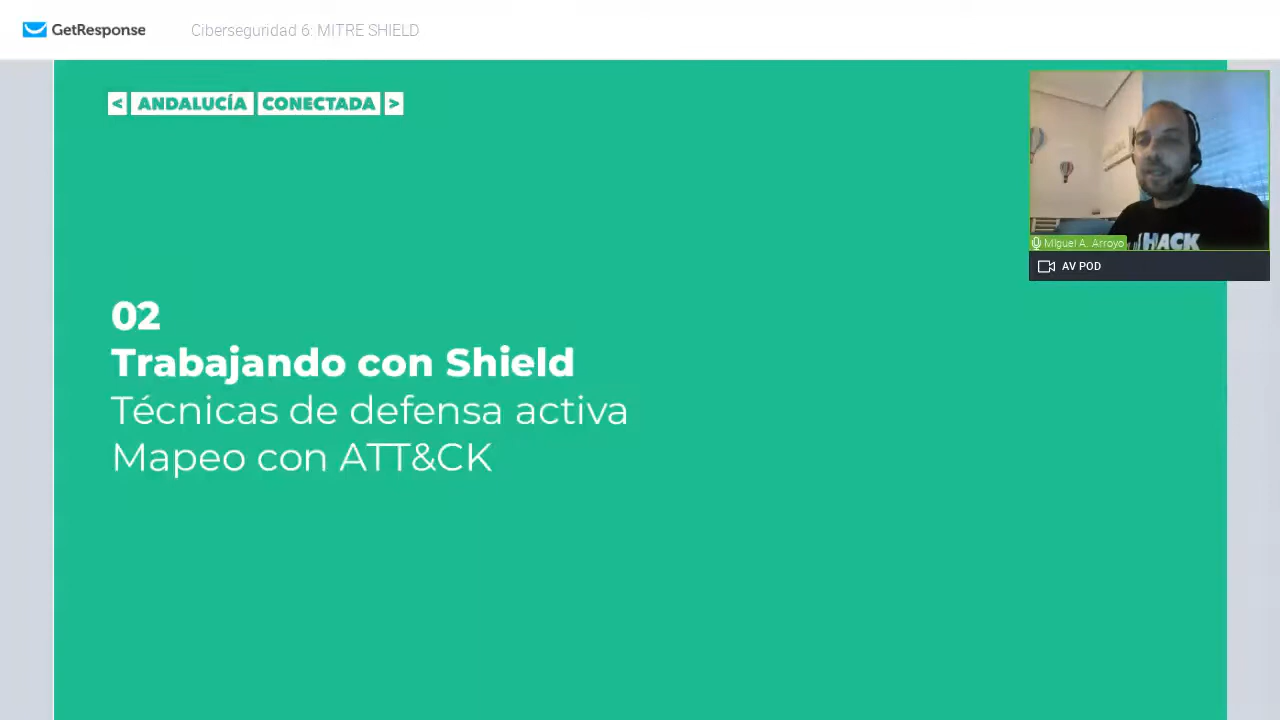 GetResponse
Ciberseguridad 6: MITRE SHIELD
< ANDALUCÍA CONECTADA >
HACK
Miguel A. Arroyo
AV POD
02
Trabajando con Shield
Técnicas de defensa activa
Mapeo con ATT&CK